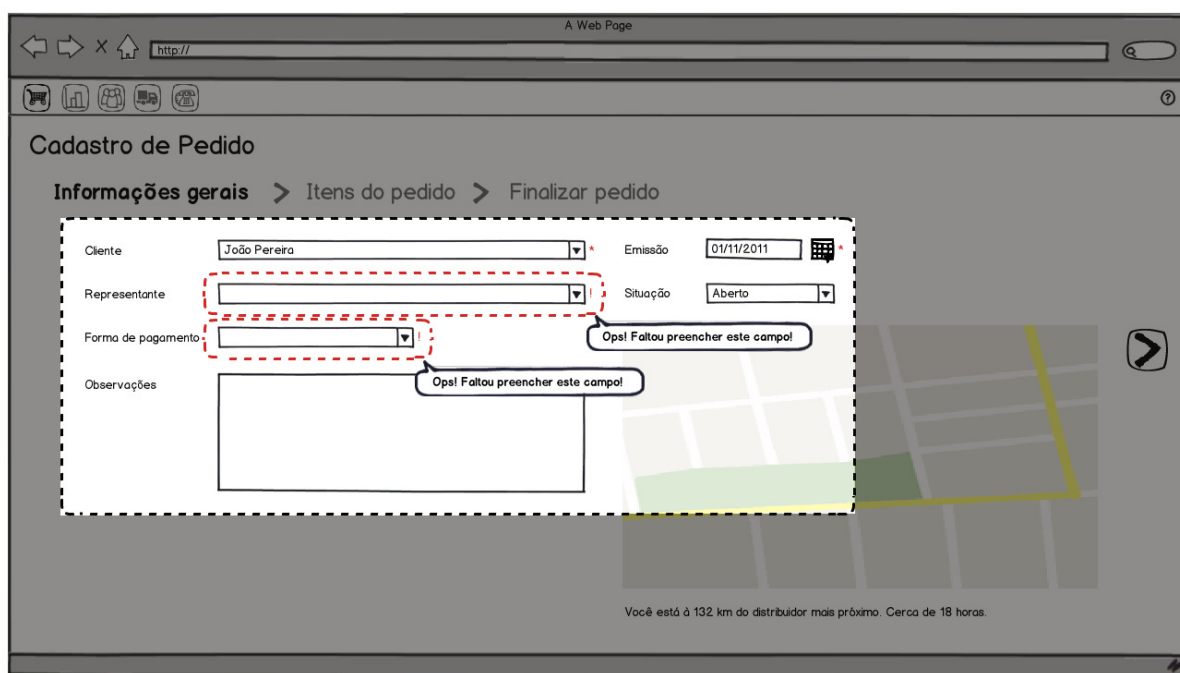 A Web Page
http://
Cadastro de Pedido
Informações gerais > Itens do pedido > Finalizar pedido
Cliente João Pereira * Emissão 01/11/2011 *
Representante ! Situação Aberto
Forma de pagamento ! Ops! Faltou preencher este campo!
Observações Ops! Faltou preencher este campo!
Você está à 132 km do distribuidor mais próximo. Cerca de 18 horas.